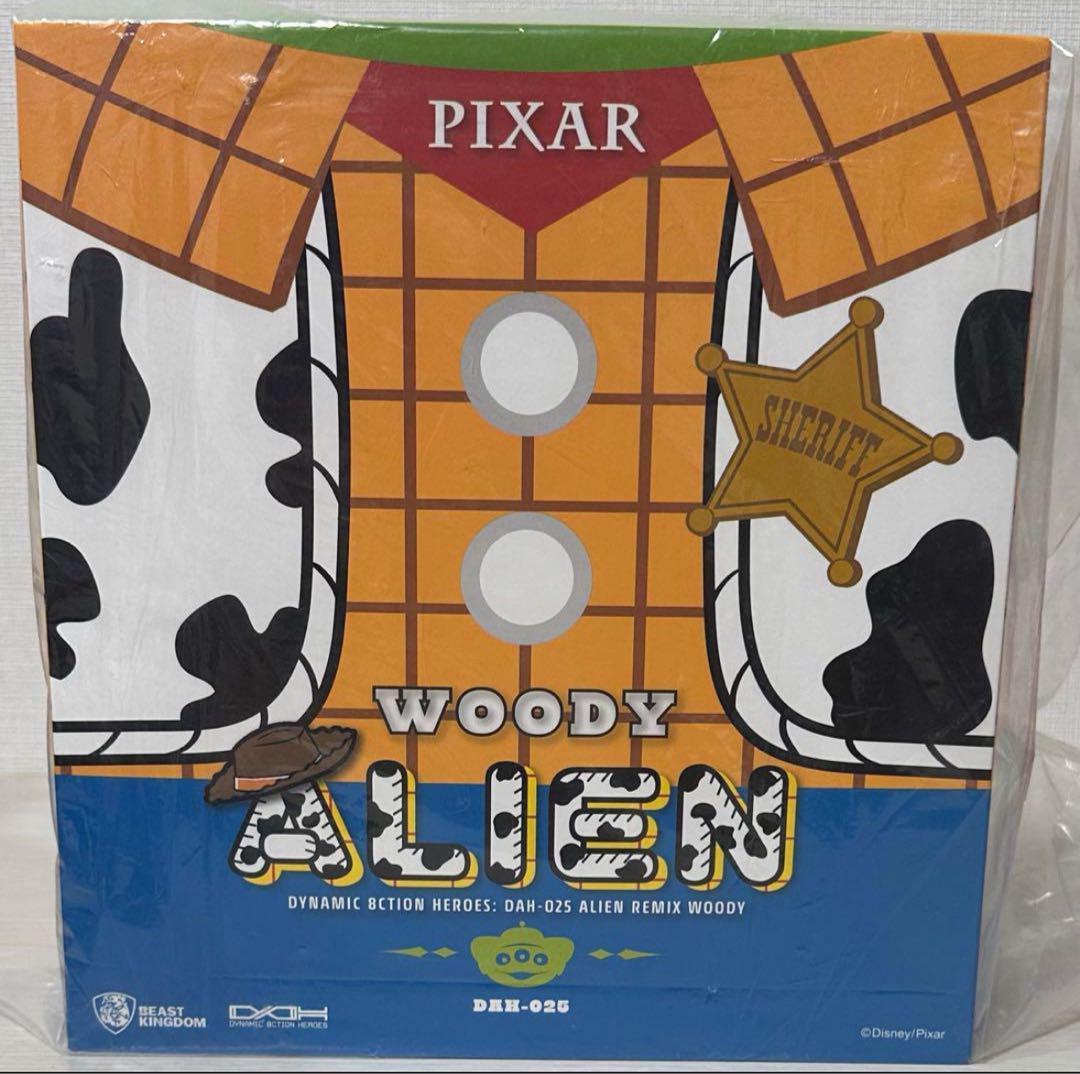 PIXAR
SHERIFF
WOODY
ALIEN
DYNAMIC 8CTION HEROES: DAH-025 ALIEN REMIX WOODY
DAH-025
BEAST
KINGDOM
DAH
DYNAMIC 8CTION HEROES
©Disney/Pixar